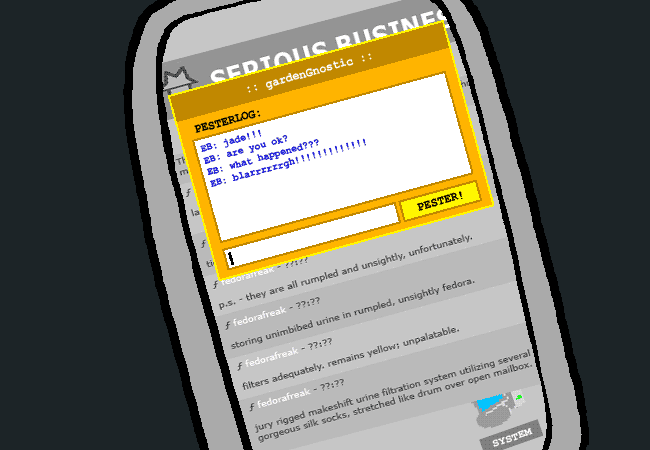 SERIOUS BUSINES
:: gardenGnostic ::
PESTERLOG:
EB: jade!!!
EB: are you ok?
EB: what happened???
EB: blarrrrrrgh!!!!!!!!!!!!!
PESTER!
ƒ fedorafreak - ??:??
p.s. - they are all rumpled and unsightly, unfortunately.
ƒ fedorafreak - ??:??
storing unimbibed urine in rumpled, unsightly fedora.
ƒ fedorafreak - ??:??
filters adequately. remains yellow; unpalatable.
ƒ fedorafreak - ??:??
jury rigged makeshift urine filtration system utilizing several
gorgeous silk socks, stretched like drum over open mailbox.
SYSTEM